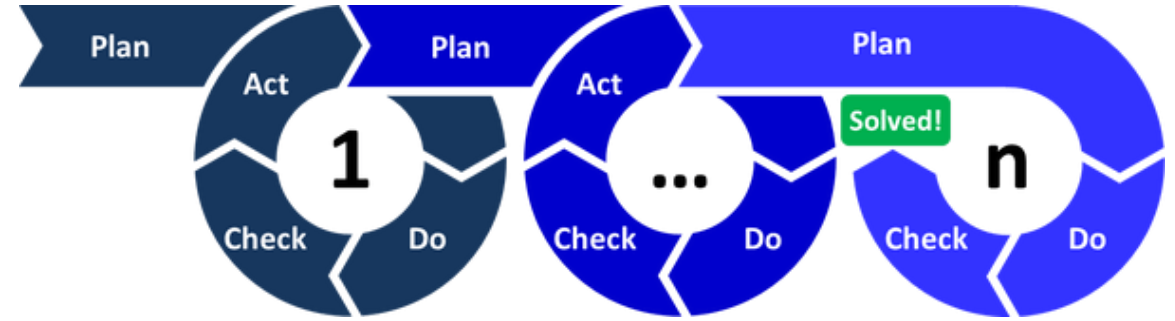 Plan
Act
1
Do
Check
Plan
Act
...
Do
Check
Plan
Solved!
n
Do
Check